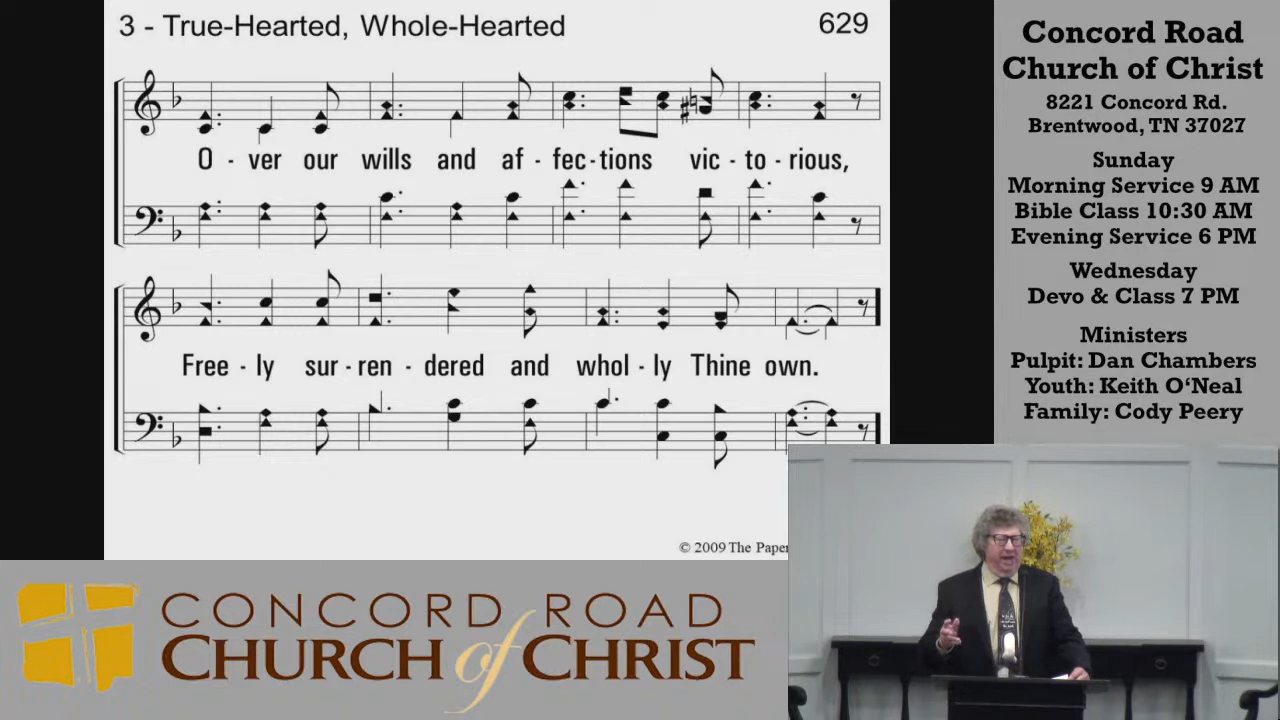 3 - True-Hearted, Whole-Hearted 629
O - ver our wills and af - fec - tions vic - to - rious,
Free - ly sur - ren - dered and whol - ly Thine own.
© 2009 The Paper
CONCORD ROAD
CHURCH of CHRIST
Concord Road
Church of Christ
8221 Concord Rd.
Brentwood, TN 37027
Sunday
Morning Service 9 AM
Bible Class 10:30 AM
Evening Service 6 PM
Wednesday
Devo & Class 7 PM
Ministers
Pulpit: Dan Chambers
Youth: Keith O‘Neal
Family: Cody Peery